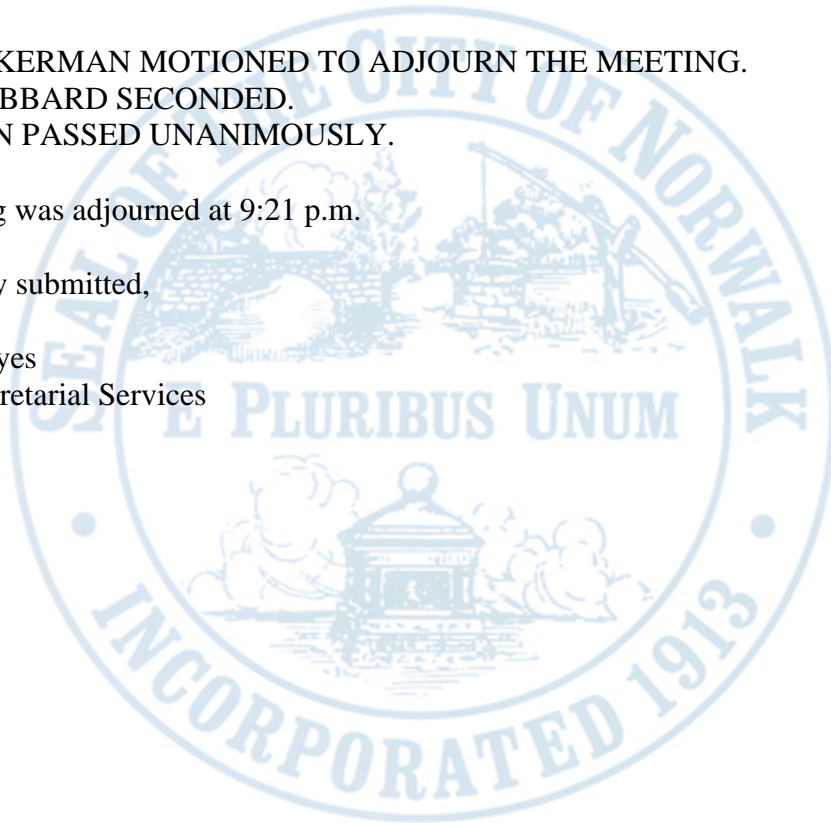 KERMAN MOTIONED TO ADJOURN THE MEETING.
BBARD SECONDED.
N PASSED UNANIMOUSLY.
g was adjourned at 9:21 p.m.
y submitted,
yes
retarial Services
SEAL OF THE CITY OF NORWALK
E PLURIBUS UNUM
INCORPORATED 1913